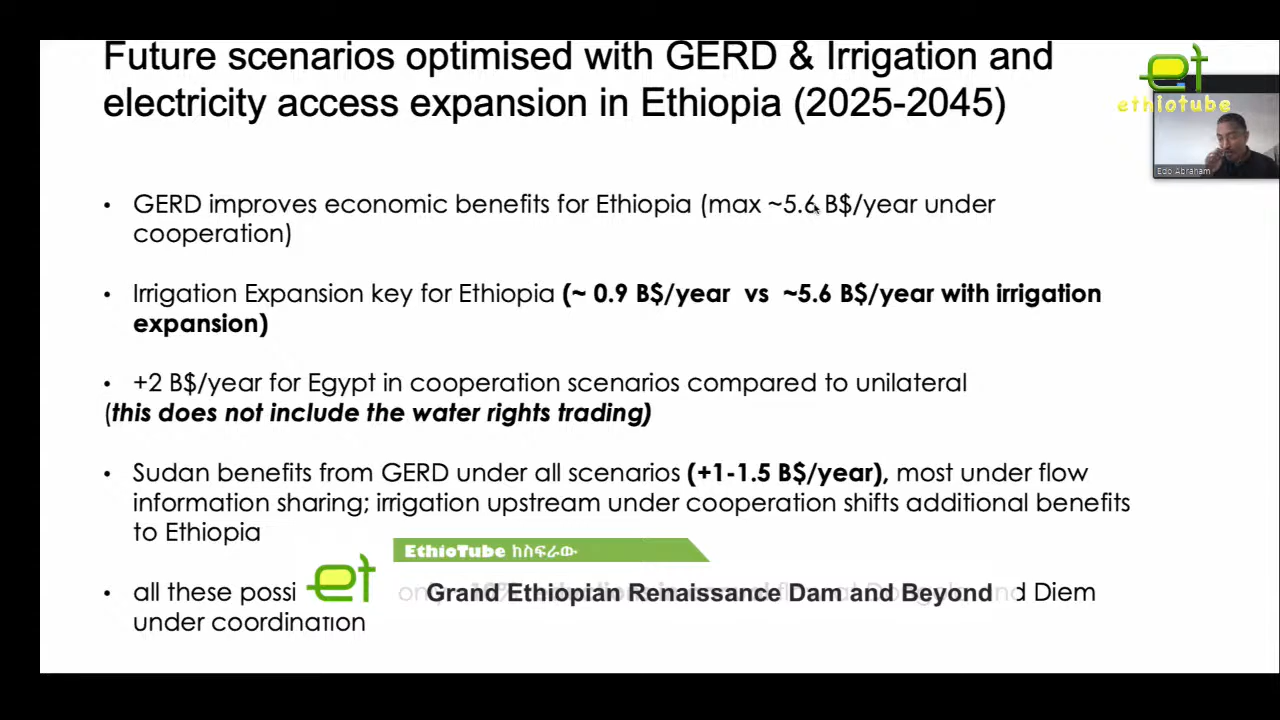 Future scenarios optimised with GERD & Irrigation and
electricity access expansion in Ethiopia (2025-2045)
et
ethiotube
Edo Abraham
• GERD improves economic benefits for Ethiopia (max ~5.6 B$/year under
cooperation)
• Irrigation Expansion key for Ethiopia (~ 0.9 B$/year vs ~5.6 B$/year with irrigation
expansion)
• +2 B$/year for Egypt in cooperation scenarios compared to unilateral
(this does not include the water rights trading)
• Sudan benefits from GERD under all scenarios (+1-1.5 B$/year), most under flow
information sharing; irrigation upstream under cooperation shifts additional benefits
to Ethiopia
• all these possi only Diem
under coordination
EthioTube ከስፍራው
et
Grand Ethiopian Renaissance Dam and Beyond